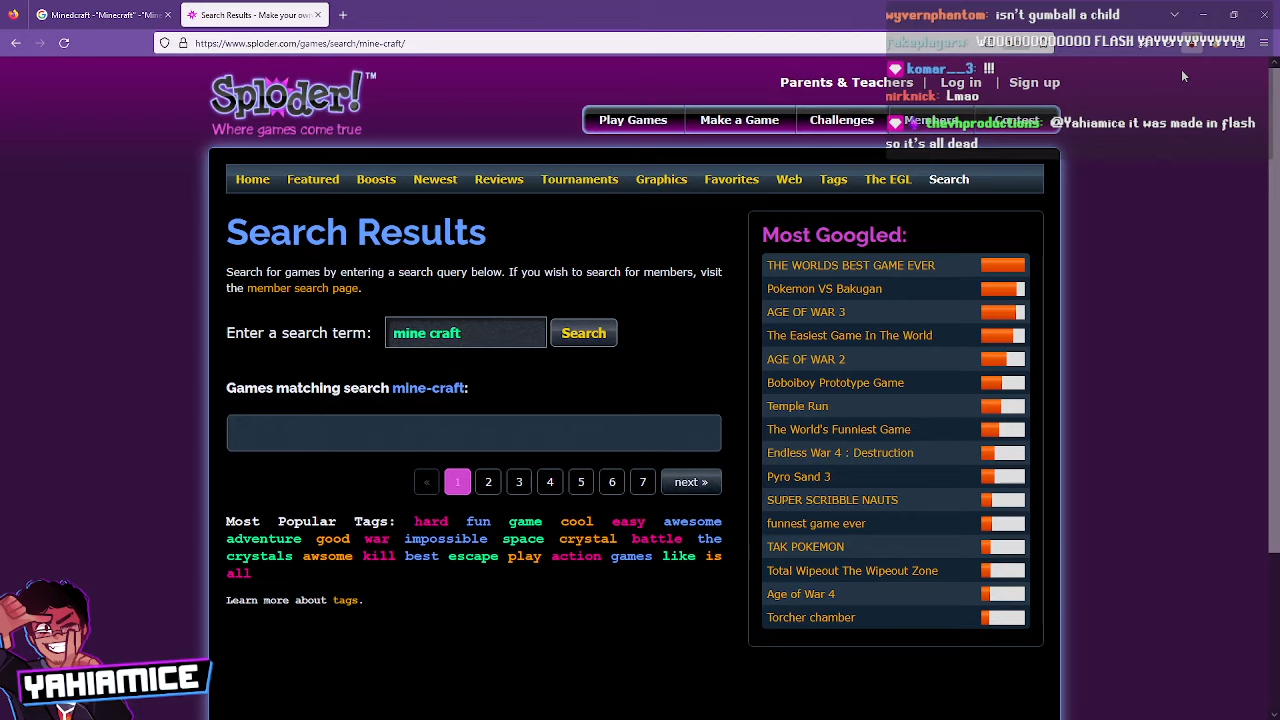 Minedcraft -"Minecraft" - "Minec
Search Results - Make your own
wyvernphantom: isn't gumball a child
https://www.sploder.com/games/search/mine-craft/
WOOOOOOOOOOO FLASH YAYYYYYYYYYYY
komar__3: !!!
Sploder!™
Where games come true
Parents & Teachers | Log in | Sign up
nirknick: Lmao
Play Games
Make a Game
Challenges
thevhproductions: @Yahiamice it was made in flash
so it's all dead
Home Featured Boosts Newest Reviews Tournaments Graphics Favorites Web Tags The EGL Search
Search Results
Search for games by entering a search query below. If you wish to search for members, visit
the member search page.
Enter a search term: mine craft Search
Games matching search mine-craft:
« 1 2 3 4 5 6 7 next »
Most Popular Tags: hard fun game cool easy awesome
adventure good war impossible space crystal battle the
crystals awsome kill best escape play action games like is
all
Learn more about tags.
Most Googled:
THE WORLDS BEST GAME EVER
Pokemon VS Bakugan
AGE OF WAR 3
The Easiest Game In The World
AGE OF WAR 2
Boboiboy Prototype Game
Temple Run
The World's Funniest Game
Endless War 4 : Destruction
Pyro Sand 3
SUPER SCRIBBLE NAUTS
funnest game ever
TAK POKEMON
Total Wipeout The Wipeout Zone
Age of War 4
Torcher chamber
YAHIAMICE